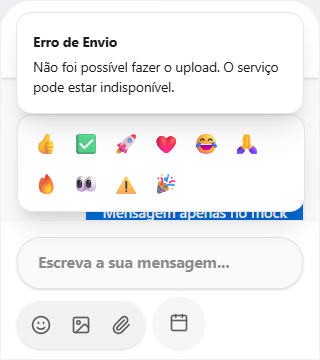 Erro de Envio
Não foi possível fazer o upload. O serviço
pode estar indisponível.
Mensagem apenas no mock
Escreva a sua mensagem...